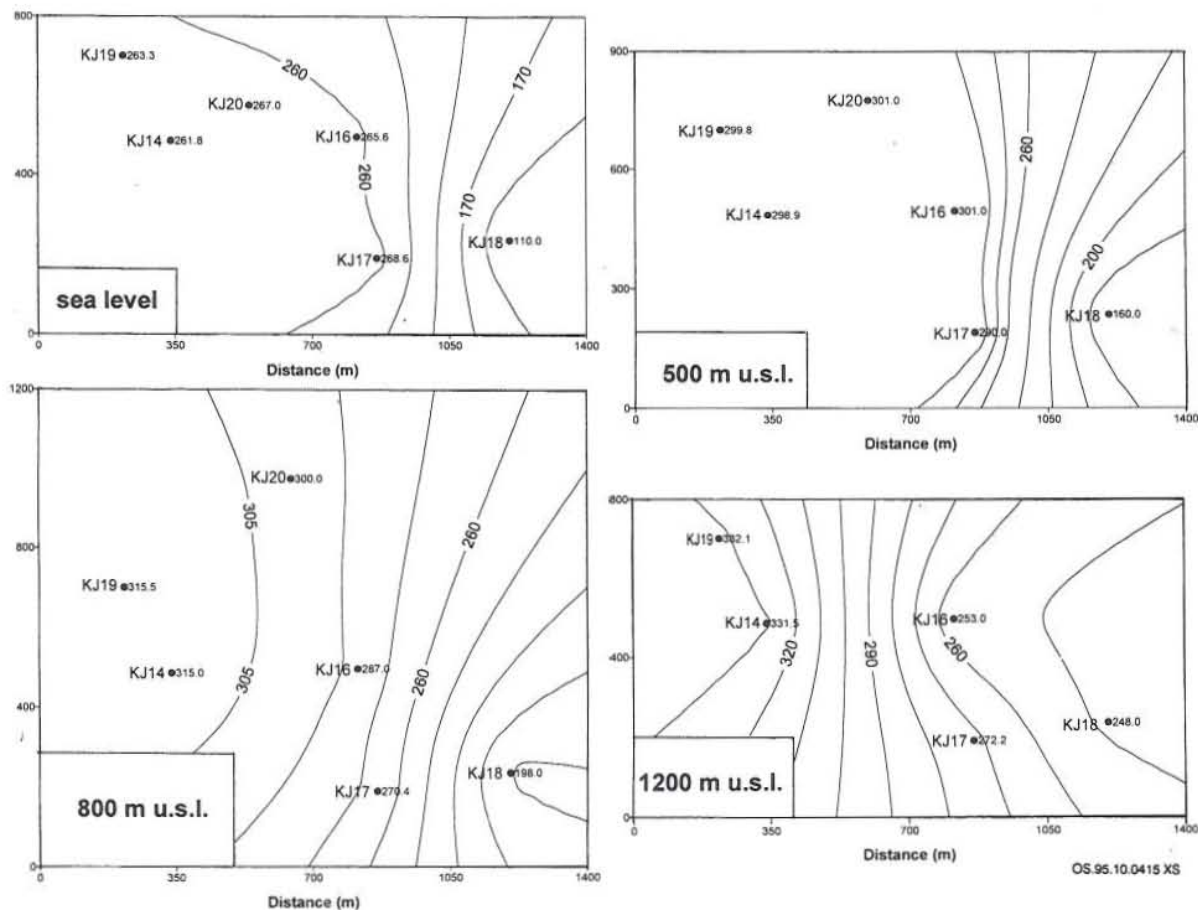 800
KJ19 263.3
260
170
KJ20 267.0
KJ14 261.8
KJ16 265.6
400
260
170
KJ18 110.0
KJ17 268.6
sea level
0
0
350
700
1050
1400
Distance (m)
900
KJ20 301.0
260
KJ19 299.8
600
KJ14 298.9
KJ16 301.0
200
300
KJ18 160.0
KJ17 290.0
500 m u.s.l.
0
0
350
700
1050
1400
Distance (m)
1200
KJ20 300.0
305
260
800
KJ19 315.5
KJ14 315.0
305
KJ16 287.0
260
400
KJ18 198.0
KJ17 270.4
800 m u.s.l.
0
0
350
700
1050
1400
Distance (m)
800
KJ19 332.1
KJ14 331.5
KJ16 253.0
320
290
260
400
KJ18 248.0
KJ17 272.2
1200 m u.s.l.
0
0
350
700
1050
1400
Distance (m)
OS.95.10.0415 XS